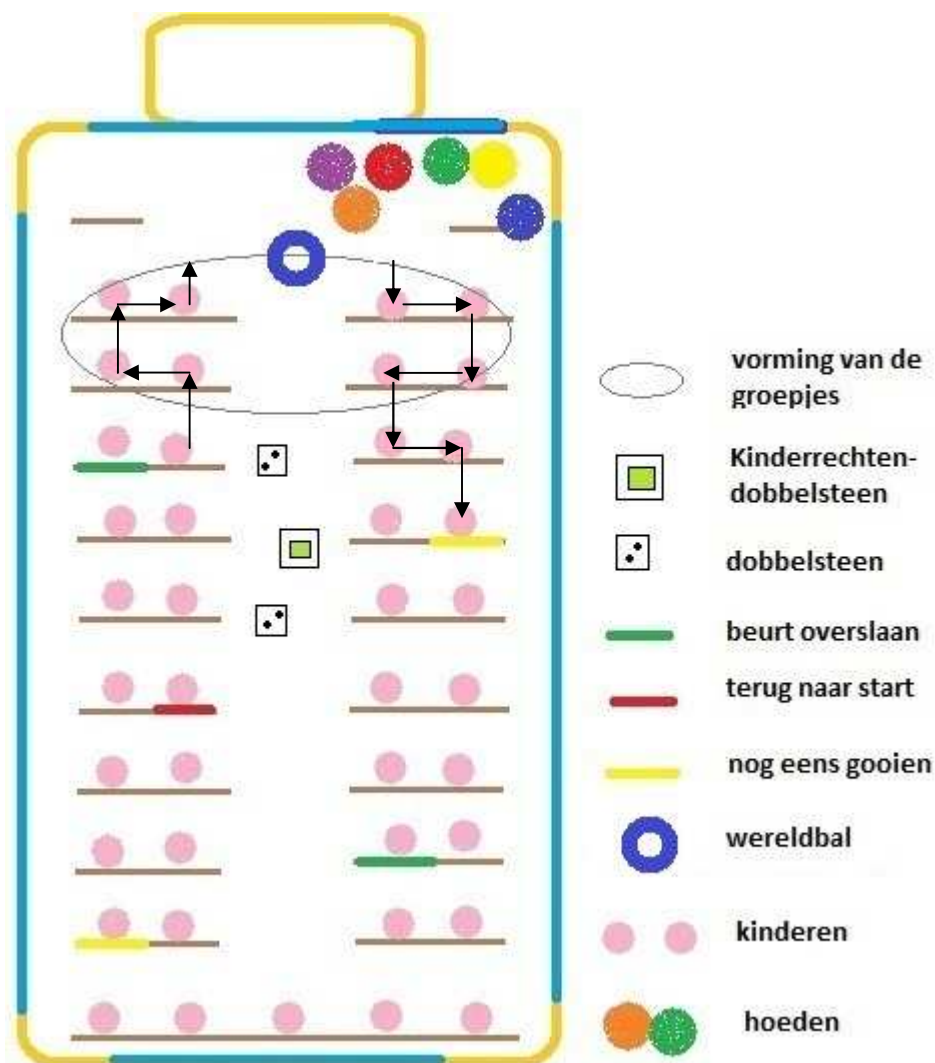 vorming van de
groepjes
Kinderrechten-
dobbelsteen
dobbelsteen
beurt overslaan
terug naar start
nog eens gooien
wereldbal
kinderen
hoeden